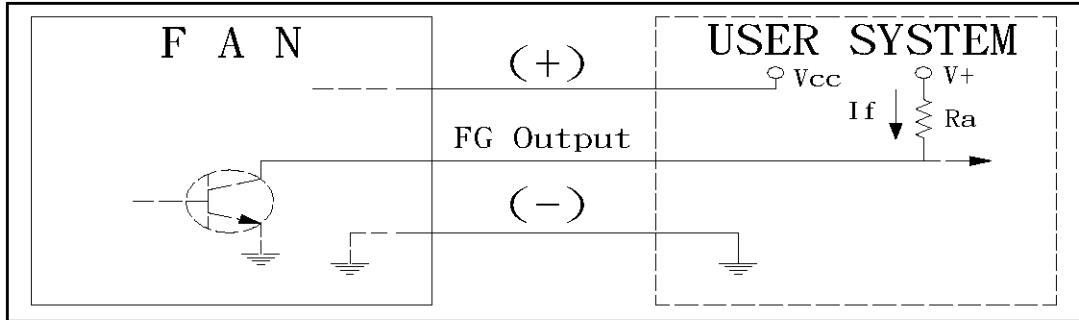 F A N
USER SYSTEM
(+)
Vcc
V+
If
Ra
FG Output
(-)